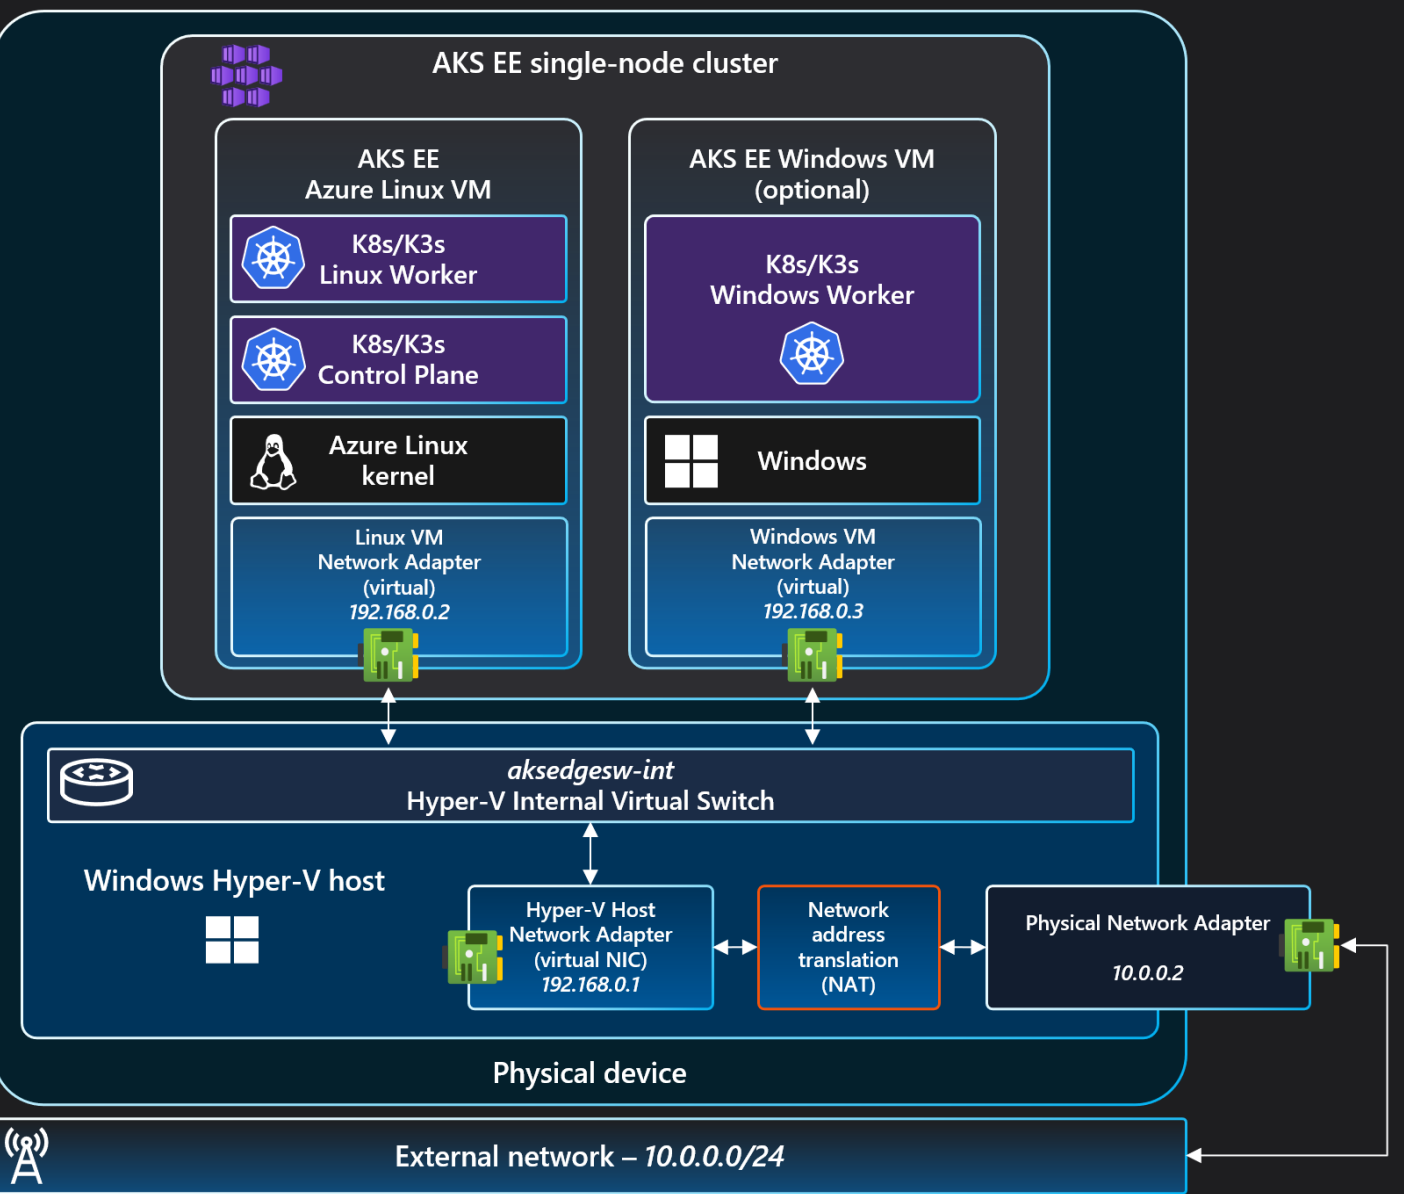 AKS EE single-node cluster
AKS EE
Azure Linux VM
K8s/K3s
Linux Worker
K8s/K3s
Control Plane
Azure Linux
kernel
Linux VM
Network Adapter
(virtual)
192.168.0.2
AKS EE Windows VM
(optional)
K8s/K3s
Windows Worker
Windows
Windows VM
Network Adapter
(virtual)
192.168.0.3
aksedgesw-int
Hyper-V Internal Virtual Switch
Windows Hyper-V host
Hyper-V Host
Network Adapter
(virtual NIC)
192.168.0.1
Network
address
translation
(NAT)
Physical Network Adapter
10.0.0.2
Physical device
External network – 10.0.0.0/24